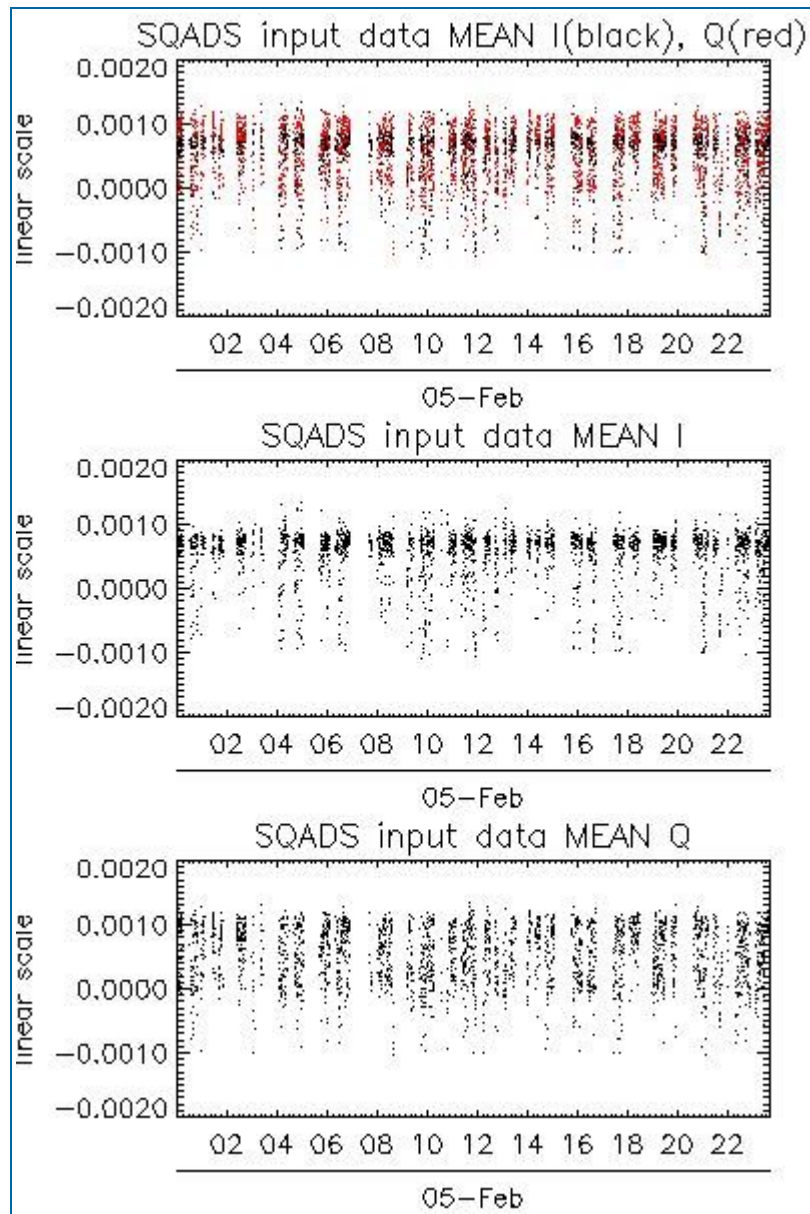 SQADS input data MEAN I(black), Q(red)
0.0020
0.0010
0.0000
−0.0010
−0.0020
linear scale
02 04 06 08 10 12 14 16 18 20 22
05−Feb
SQADS input data MEAN I
0.0020
0.0010
0.0000
−0.0010
−0.0020
linear scale
02 04 06 08 10 12 14 16 18 20 22
05−Feb
SQADS input data MEAN Q
0.0020
0.0010
0.0000
−0.0010
−0.0020
linear scale
02 04 06 08 10 12 14 16 18 20 22
05−Feb